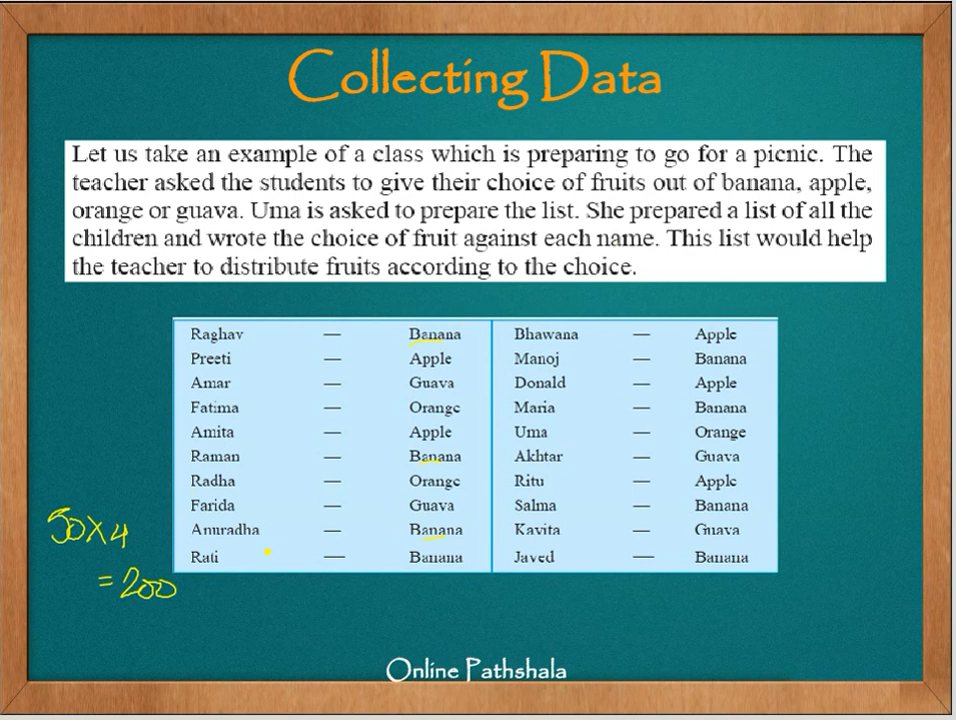 Collecting Data
Let us take an example of a class which is preparing to go for a picnic. The
teacher asked the students to give their choice of fruits out of banana, apple,
orange or guava. Uma is asked to prepare the list. She prepared a list of all the
children and wrote the choice of fruit against each name. This list would help
the teacher to distribute fruits according to the choice.
Raghav — Banana Bhawana — Apple
Preeti — Apple Manoj — Banana
Amar — Guava Donald — Apple
Fatima — Orange Maria — Banana
Amita — Apple Uma — Orange
Raman — Banana Akhtar — Guava
Radha — Orange Ritu — Apple
Farida — Guava Salma — Banana
Anuradha — Banana Kavita — Guava
Rati — Banana Javed — Banana
50×4
=200
Online Pathshala